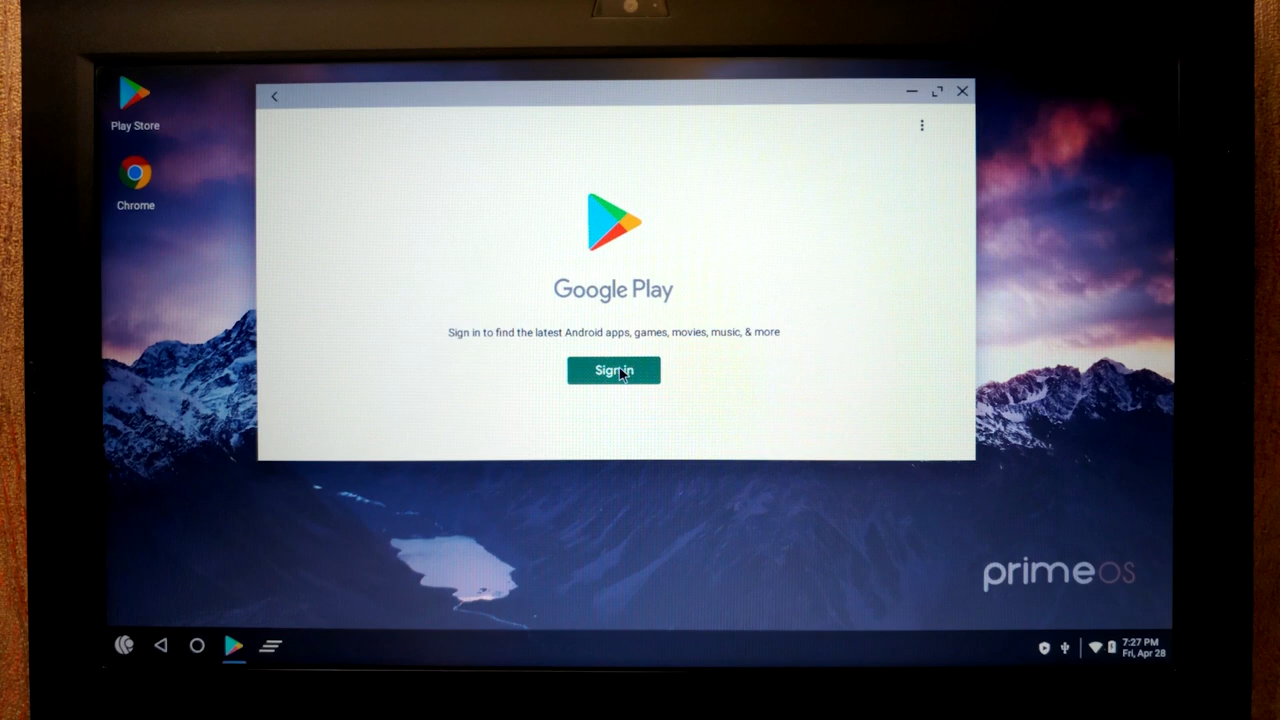 Play Store
Chrome
Google Play
Sign in to find the latest Android apps, games, movies, music, & more
Sign in
primeos
7:27 PM
Fri, Apr 28